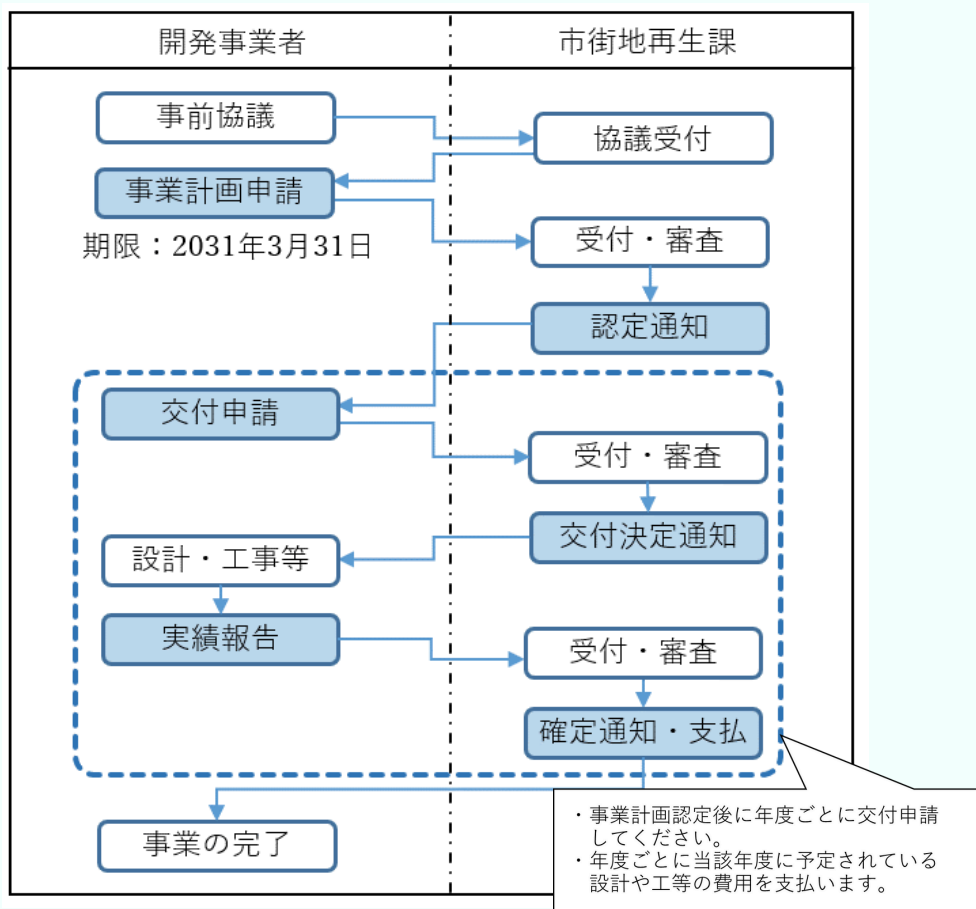 開発事業者
市街地再生課
事前協議
協議受付
事業計画申請
期限：2031年3月31日
受付・審査
認定通知
交付申請
受付・審査
交付決定通知
設計・工事等
実績報告
受付・審査
確定通知・支払
事業の完了
・事業計画認定後に年度ごとに交付申請
してください。
・年度ごとに当該年度に予定されている
設計や工等の費用を支払います。